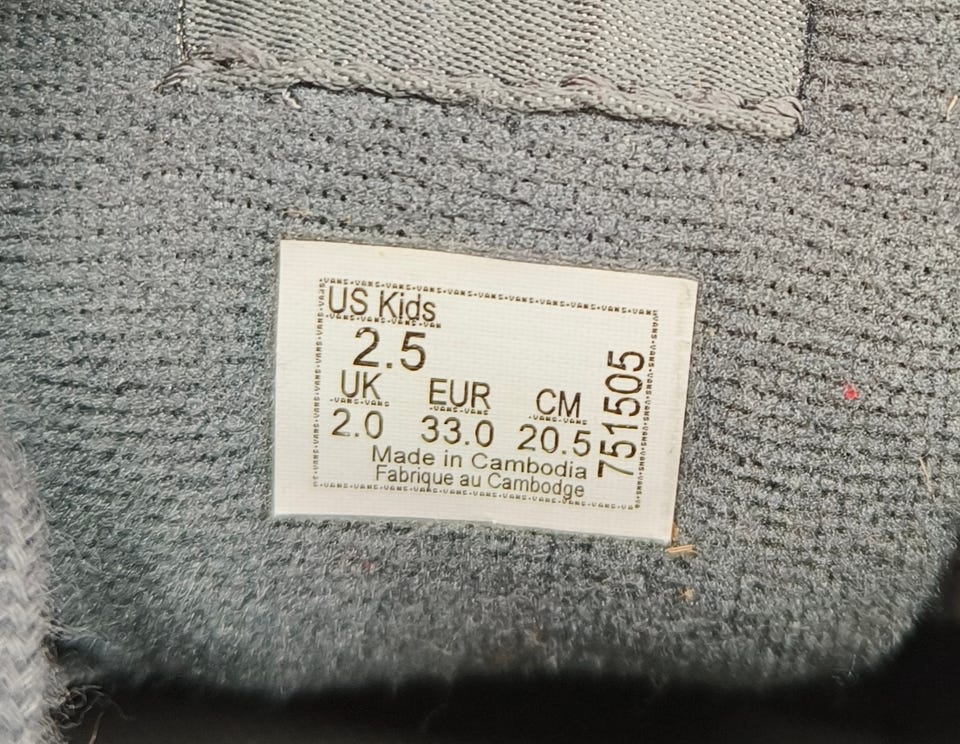 US Kids
2.5
UK EUR CM
2.0 33.0 20.5
Made in Cambodia
Fabrique au Cambodge
751505